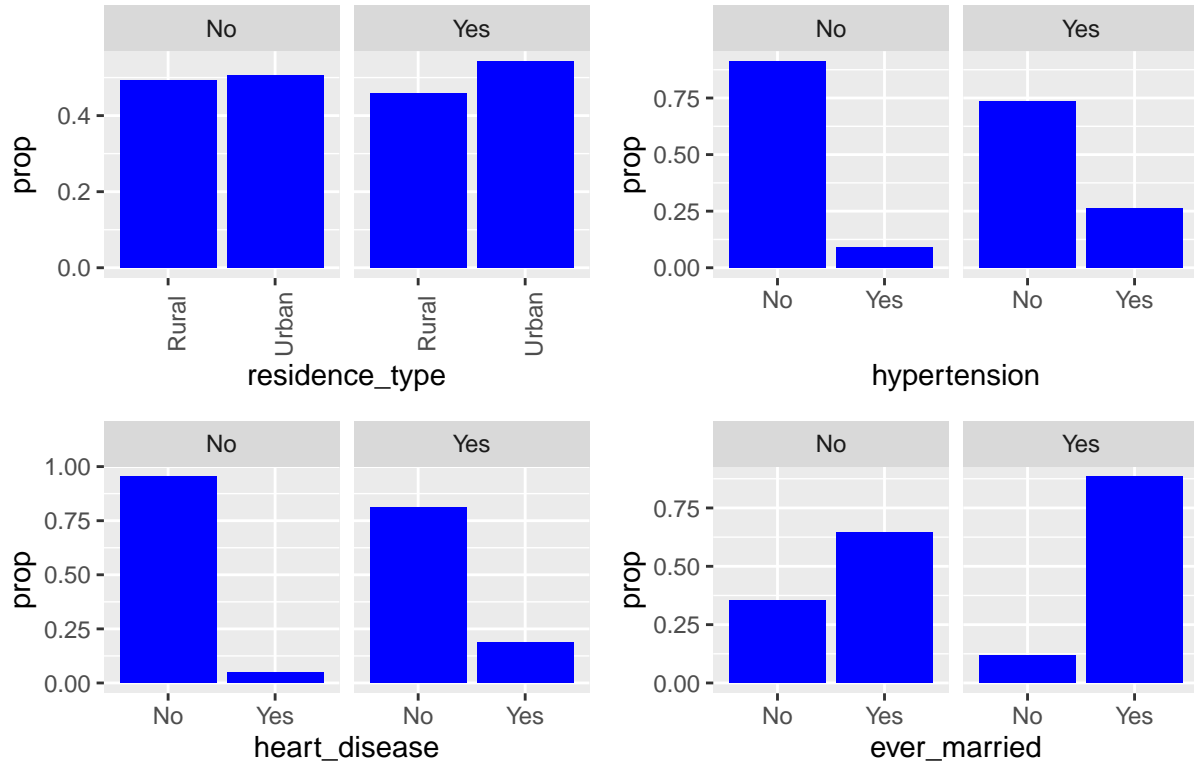 No Yes
prop
0.4
0.2
0.0
Rural Urban Rural Urban
residence_type
No Yes
prop
0.75
0.50
0.25
0.00
No Yes No Yes
hypertension
No Yes
prop
1.00
0.75
0.50
0.25
0.00
No Yes No Yes
heart_disease
No Yes
prop
0.75
0.50
0.25
0.00
No Yes No Yes
ever_married